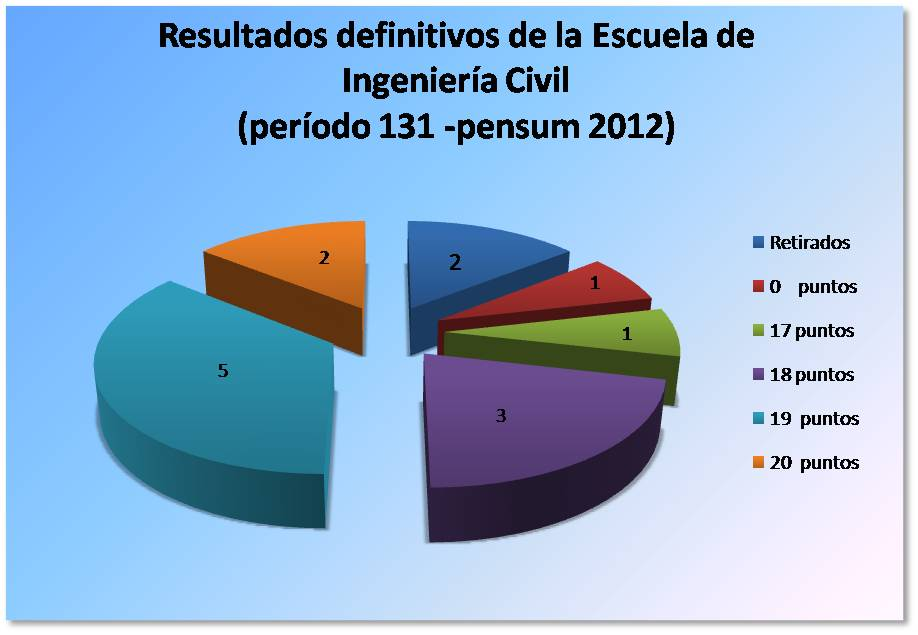 Resultados definitivos de la Escuela de
Ingeniería Civil
(período 131 -pensum 2012)
2
2
1
1
5
3
Retirados
0 puntos
17 puntos
18 puntos
19 puntos
20 puntos